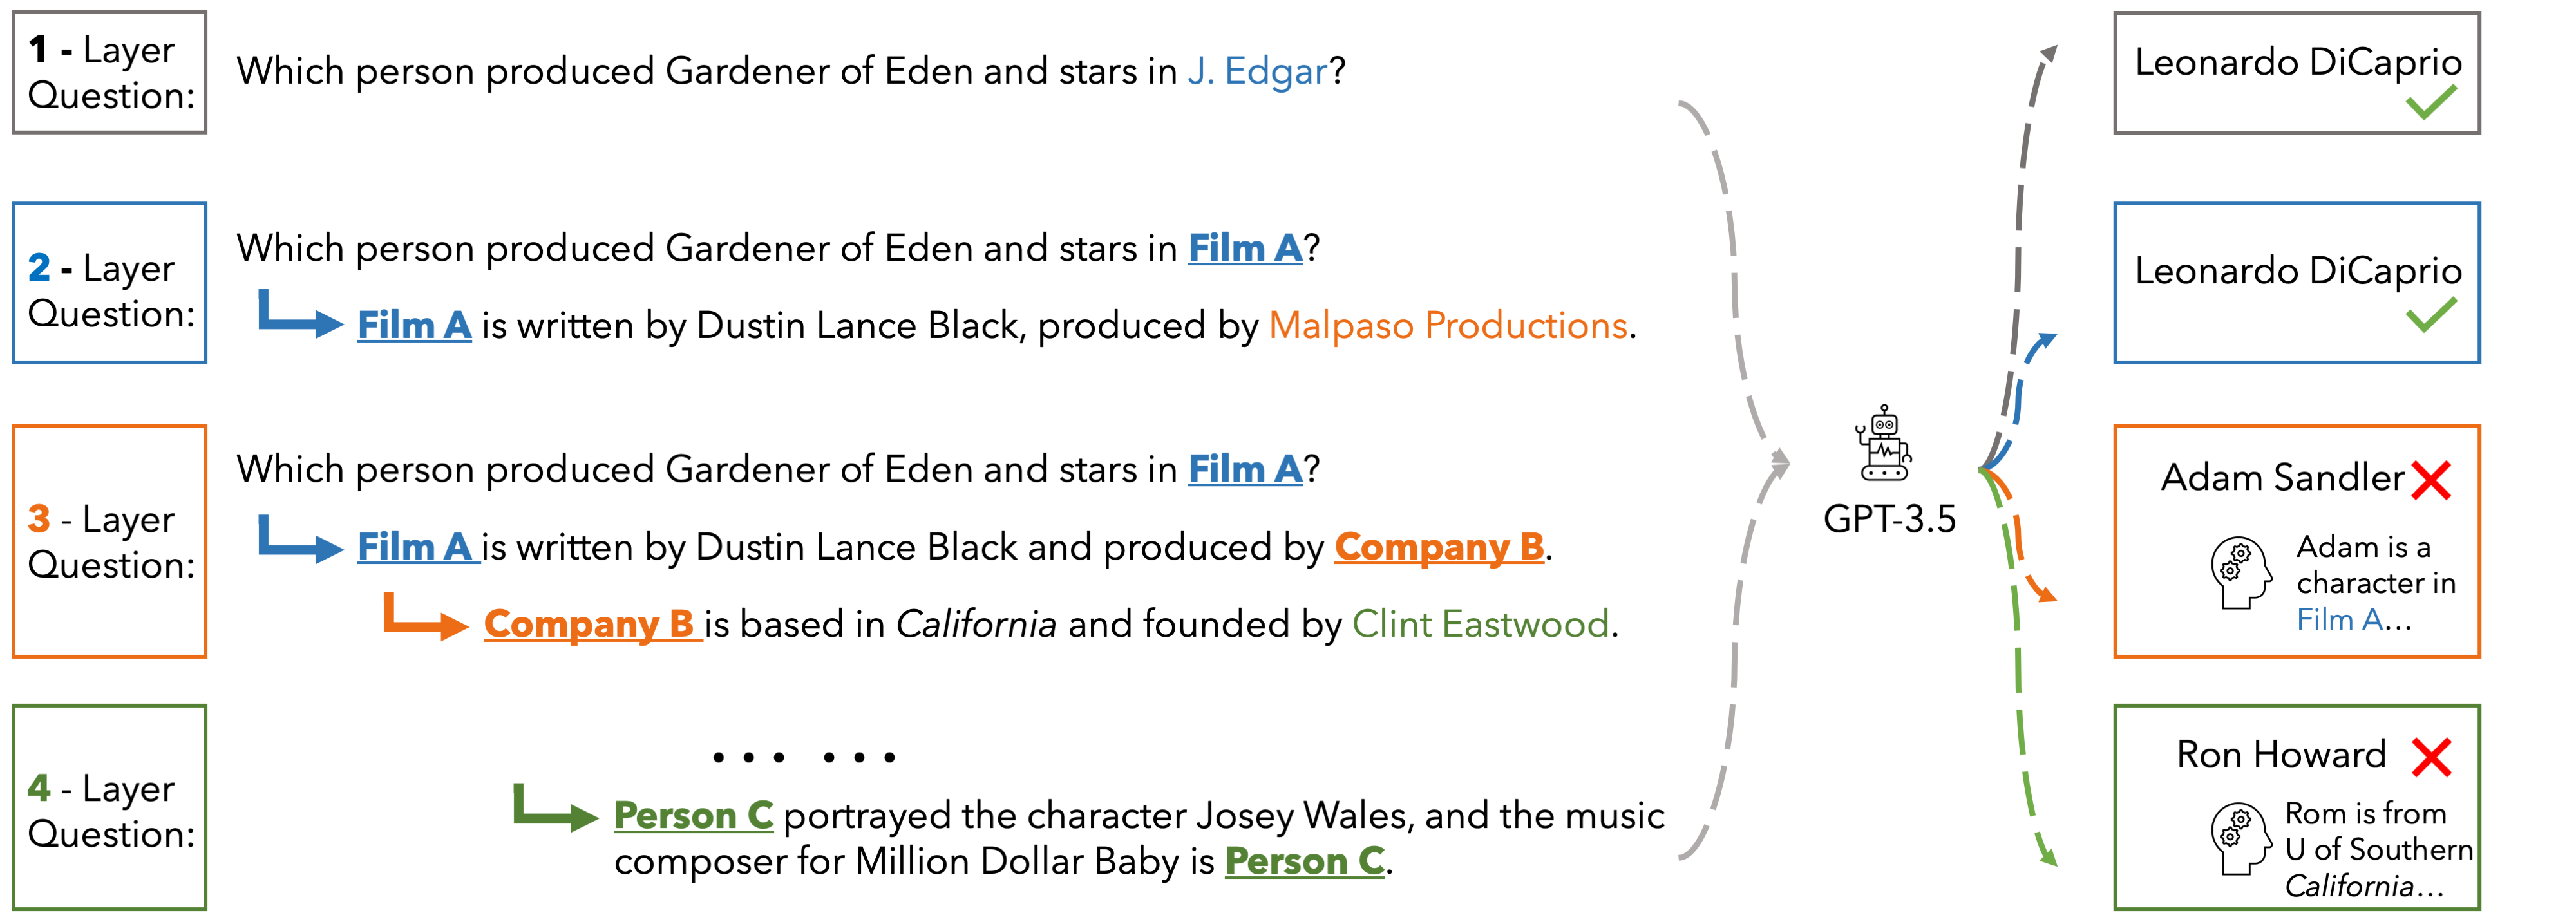 1 - Layer
Question:
Which person produced Gardener of Eden and stars in J. Edgar?
Leonardo DiCaprio
2 - Layer
Question:
Which person produced Gardener of Eden and stars in Film A?
Film A is written by Dustin Lance Black, produced by Malpaso Productions.
Leonardo DiCaprio
3 - Layer
Question:
Which person produced Gardener of Eden and stars in Film A?
Film A is written by Dustin Lance Black and produced by Company B.
Company B is based in California and founded by Clint Eastwood.
GPT-3.5
Adam Sandler
Adam is a
character in
Film A...
4 - Layer
Question:
... ...
Person C portrayed the character Josey Wales, and the music
composer for Million Dollar Baby is Person C.
Ron Howard
Rom is from
U of Southern
California...